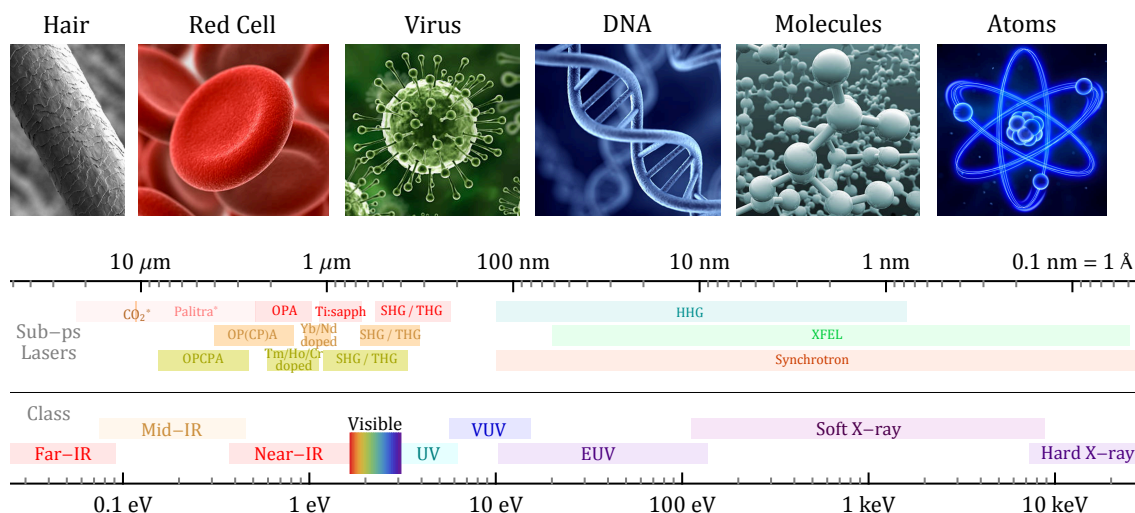 Hair
Red Cell
Virus
DNA
Molecules
Atoms
10 μm
1 μm
100 nm
10 nm
1 nm
0.1 nm = 1 Å
Sub−ps
Lasers
CO₂*
Palitra*
OPA
Ti:sapph
SHG / THG
HHG
OP(CP)A
Yb/Nd
doped
SHG / THG
XFEL
OPCPA
Tm/Ho/Cr
doped
SHG / THG
Synchrotron
Class
Mid−IR
Visible
VUV
Soft X−ray
Far−IR
Near−IR
UV
EUV
Hard X−ray
0.1 eV
1 eV
10 eV
100 eV
1 keV
10 keV